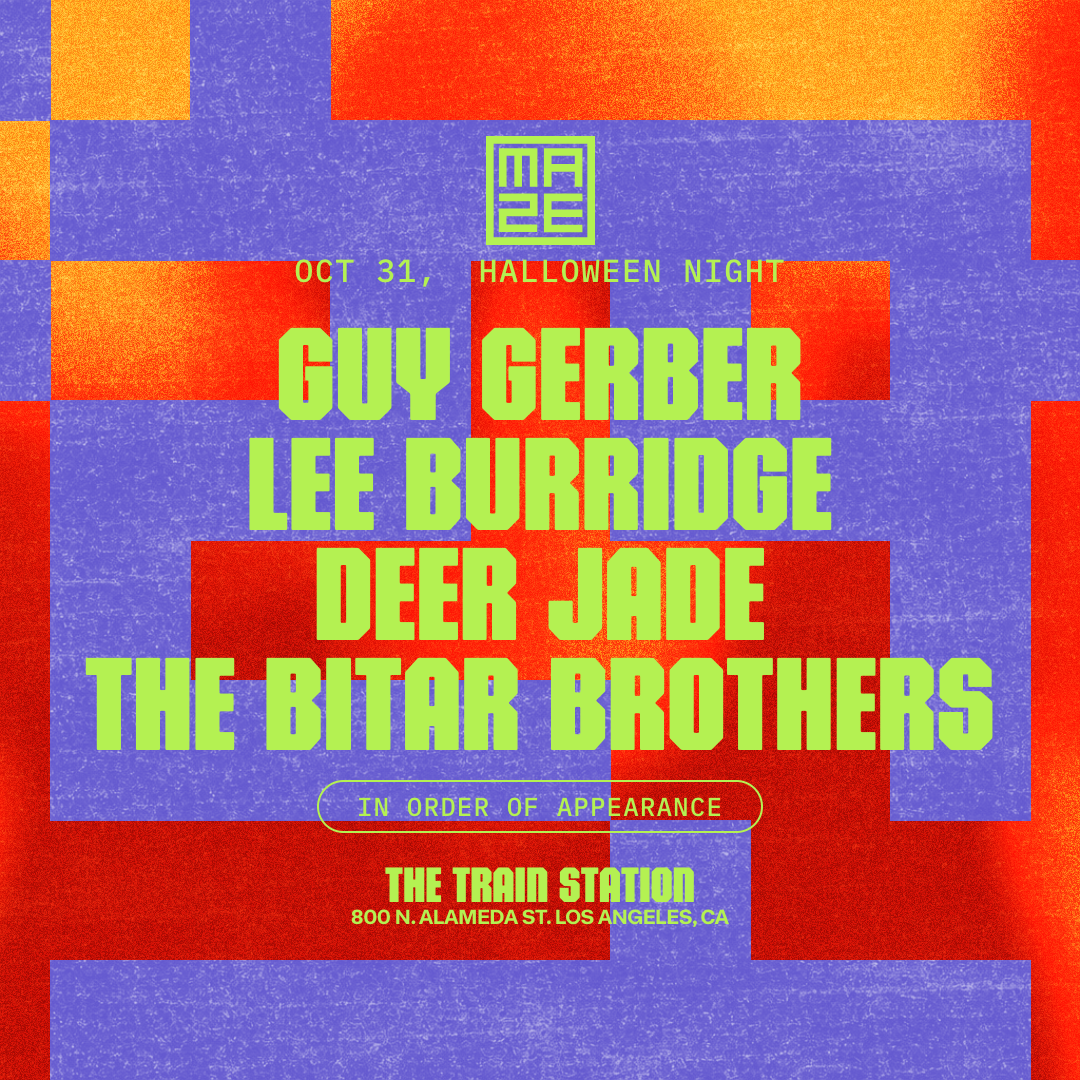 MA
ZE
OCT 31, HALLOWEEN NIGHT
GUY GERBER
LEE BURRIDGE
DEER JADE
THE BITAR BROTHERS
IN ORDER OF APPEARANCE
THE TRAIN STATION
800 N. ALAMEDA ST. LOS ANGELES, CA